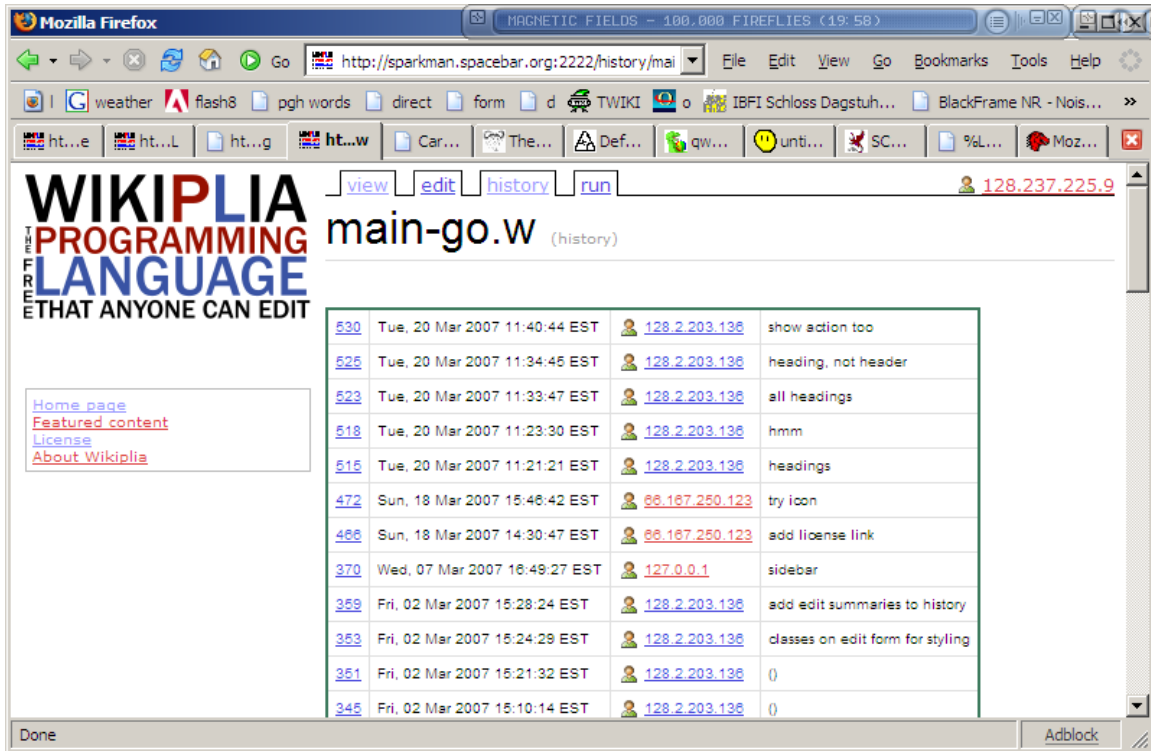 Mozilla Firefox
MAGNETIC FIELDS - 100,000 FIREFLIES (19:58)
Go http://sparkman.spacebar.org:2222/history/mai File Edit View Go Bookmarks Tools Help
l G weather flash8 pgh words direct form d TWIKI o IBFI Schloss Dagstuh... BlackFrame NR - Nois... »
ht...e ht...L ht...g ht...w Car... The... Def... qw... unti... SC... %L... Moz...
WIKIPLIA
THE FREE
PROGRAMMING
LANGUAGE
THAT ANYONE CAN EDIT
view edit history run 128.237.225.9
main-go.w (history)
Home page
Featured content
License
About Wikiplia
530 Tue, 20 Mar 2007 11:40:44 EST 128.2.203.136 show action too
525 Tue, 20 Mar 2007 11:34:45 EST 128.2.203.136 heading, not header
523 Tue, 20 Mar 2007 11:33:47 EST 128.2.203.136 all headings
518 Tue, 20 Mar 2007 11:23:30 EST 128.2.203.136 hmm
515 Tue, 20 Mar 2007 11:21:21 EST 128.2.203.136 headings
472 Sun, 18 Mar 2007 15:46:42 EST 66.167.250.123 try icon
466 Sun, 18 Mar 2007 14:30:47 EST 66.167.250.123 add license link
370 Wed, 07 Mar 2007 16:49:27 EST 127.0.0.1 sidebar
359 Fri, 02 Mar 2007 15:28:24 EST 128.2.203.136 add edit summaries to history
353 Fri, 02 Mar 2007 15:24:29 EST 128.2.203.136 classes on edit form for styling
351 Fri, 02 Mar 2007 15:21:32 EST 128.2.203.136 ()
345 Fri, 02 Mar 2007 15:10:14 EST 128.2.203.136 ()
Done Adblock